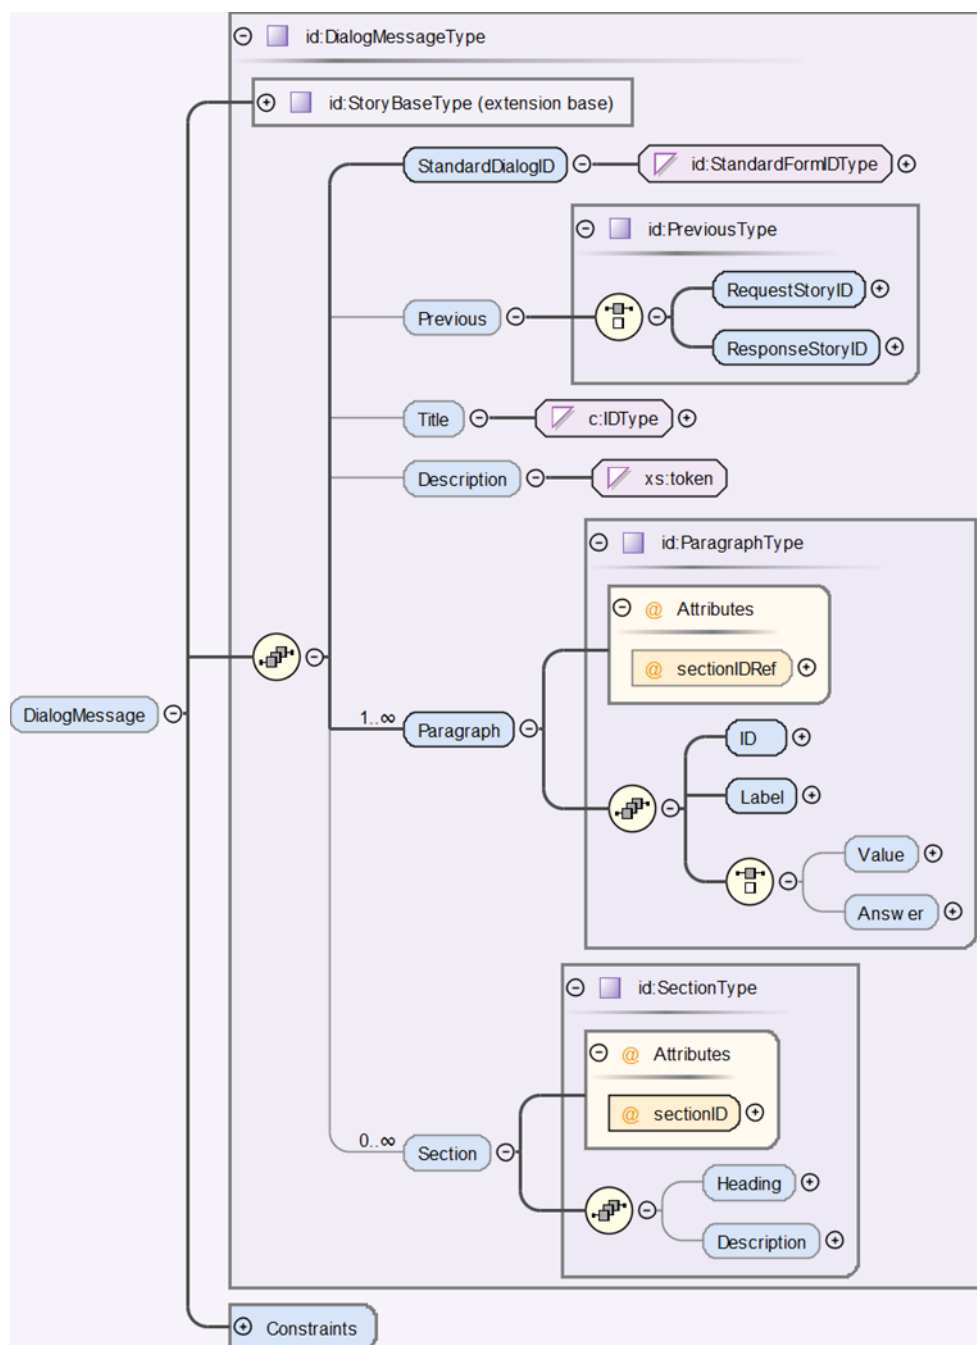 id:DialogMessageType
id:StoryBaseType (extension base)
StandardDialogID
id:StandardFormIDType
id:PreviousType
RequestStoryID
Previous
ResponseStoryID
Title
c:IDType
Description
xs:token
id:ParagraphType
@ Attributes
@ sectionIDRef
DialogMessage
1..∞
Paragraph
ID
Label
Value
Answer
id:SectionType
@ Attributes
@ sectionID
0..∞
Section
Heading
Description
Constraints